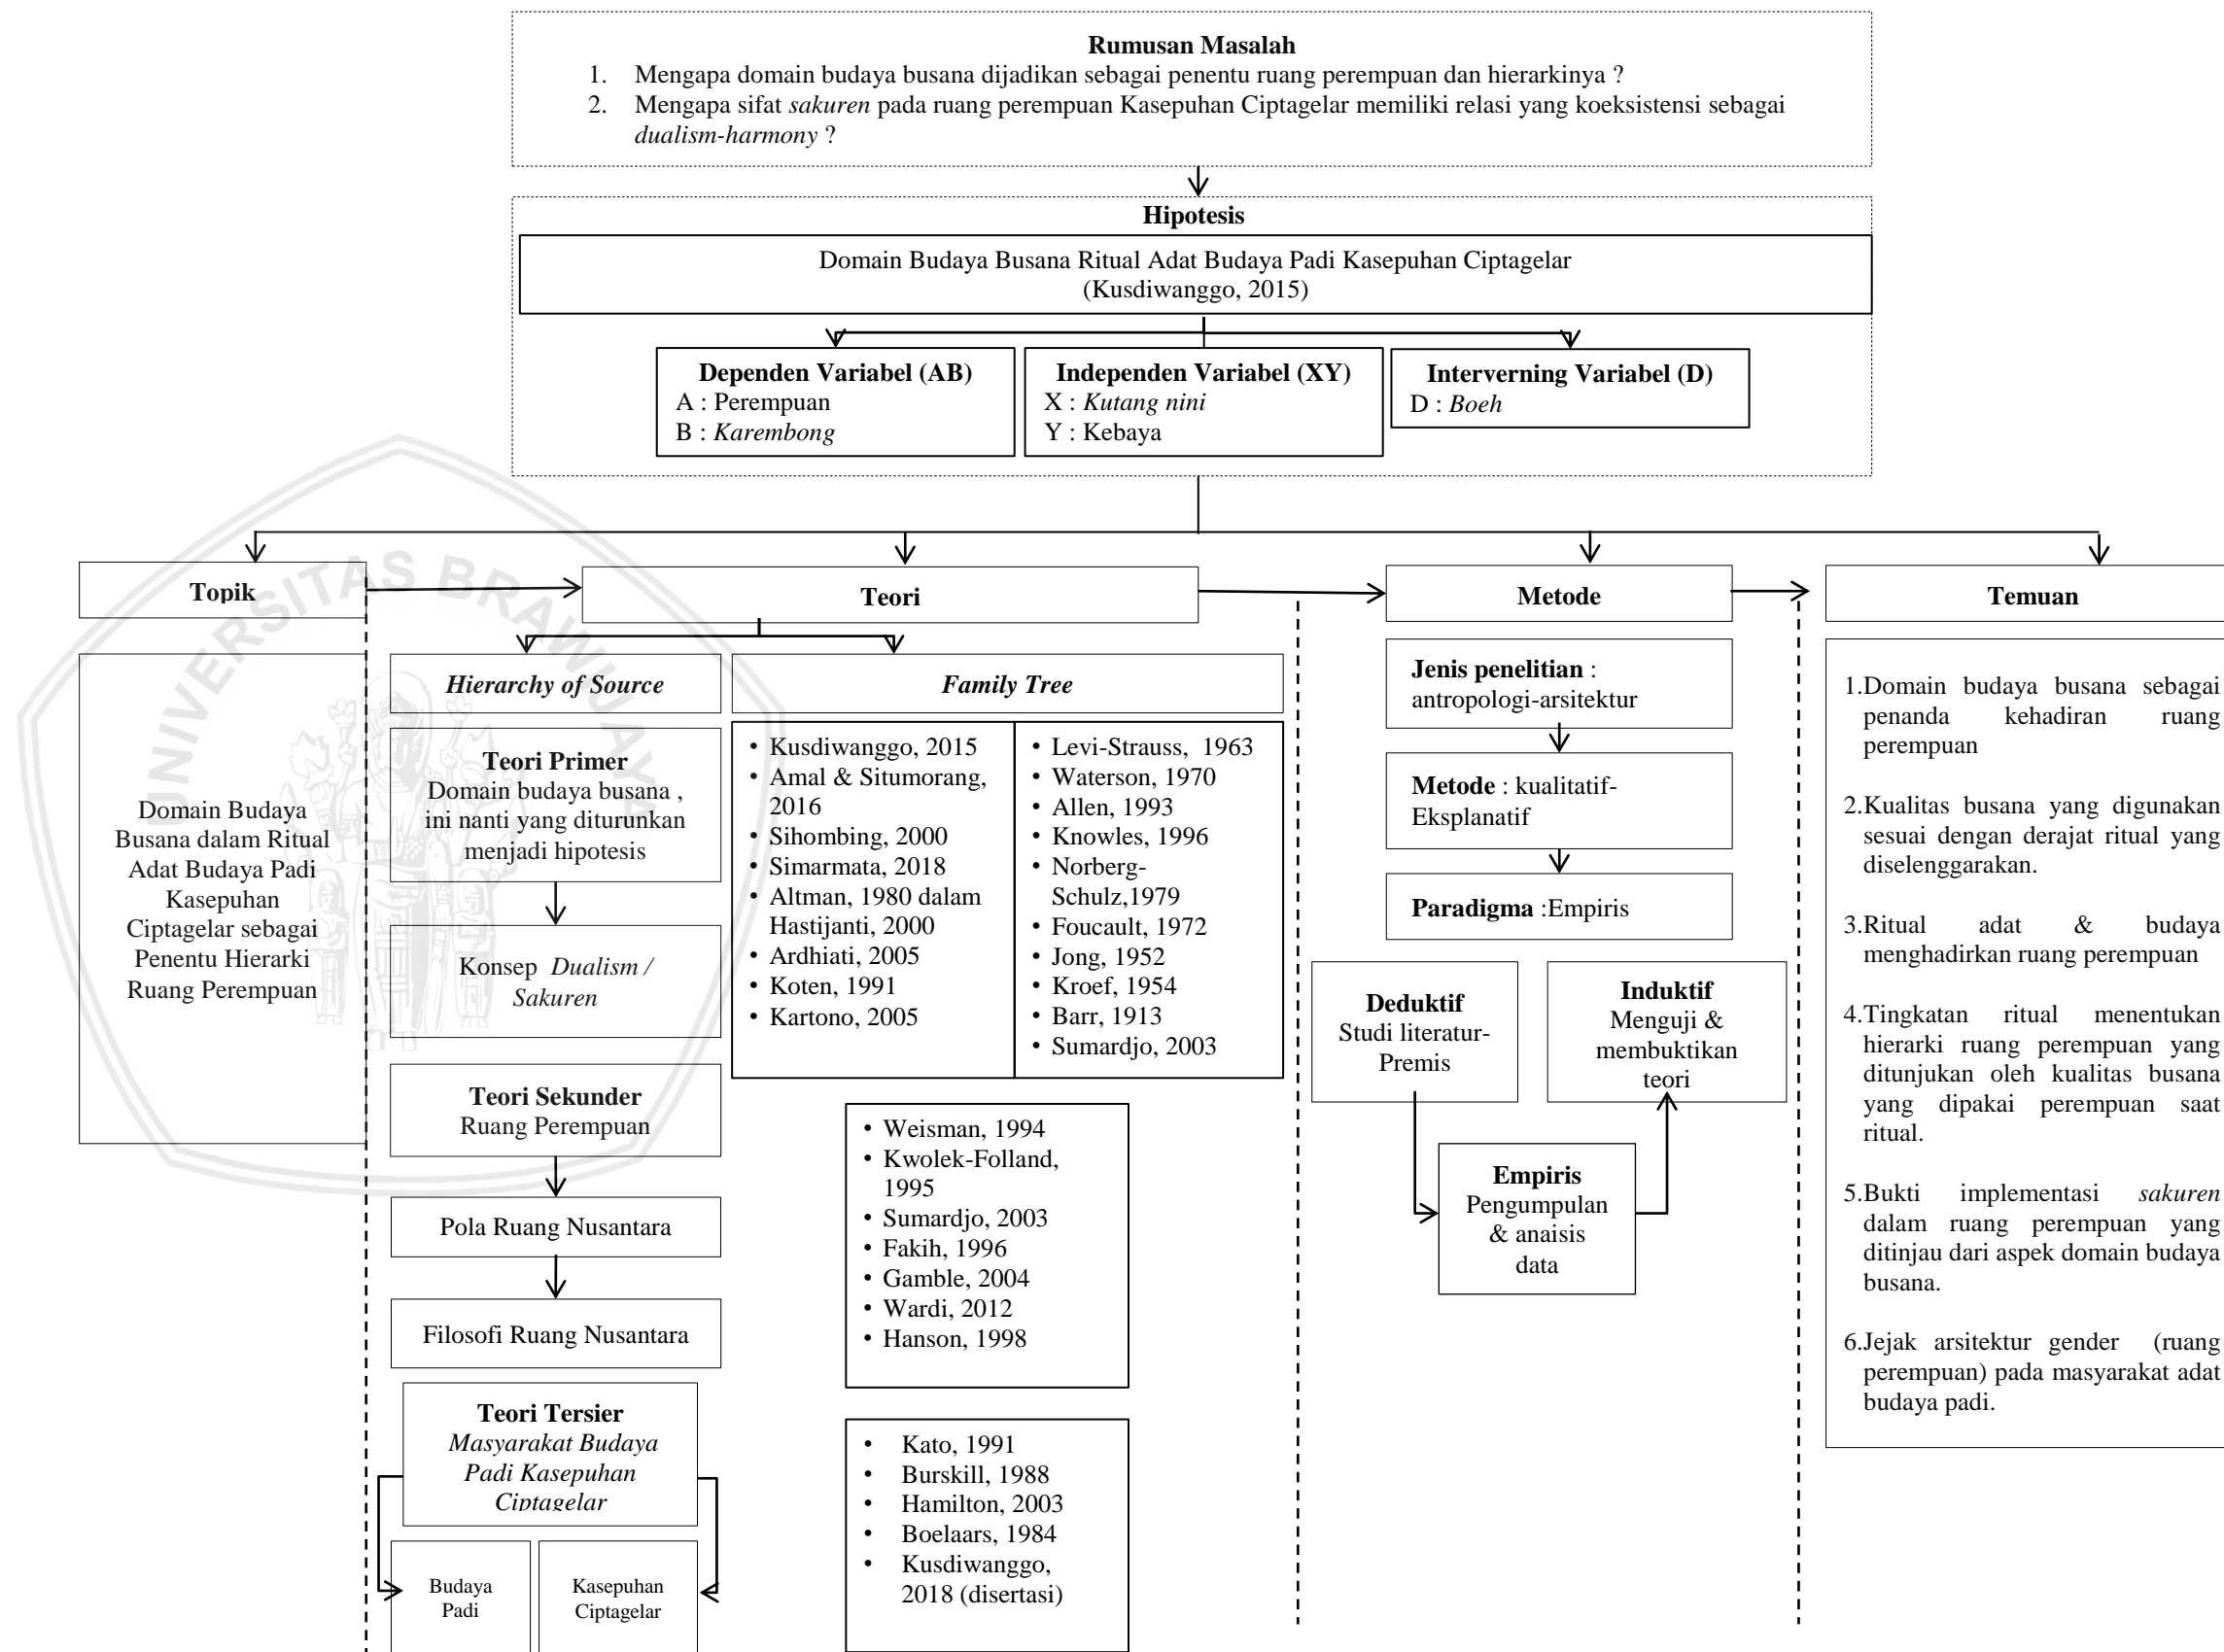 Rumusan Masalah
1. Mengapa domain budaya busana dijadikan sebagai penentu ruang perempuan dan hierarkinya ?
2. Mengapa sifat sakuren pada ruang perempuan Kasepuhan Ciptagelar memiliki relasi yang koeksistensi sebagai
dualism-harmony ?
Hipotesis
Domain Budaya Busana Ritual Adat Budaya Padi Kasepuhan Ciptagelar
(Kusdiwanggo, 2015)
Dependen Variabel (AB)
A : Perempuan
B : Karembong
Independen Variabel (XY)
X : Kutang nini
Y : Kebaya
Interverning Variabel (D)
D : Boeh
UNIVERSITAS BRAWIJAYA
Topik
Teori
Metode
Temuan
Domain Budaya
Busana dalam Ritual
Adat Budaya Padi
Kasepuhan
Ciptagelar sebagai
Penentu Hierarki
Ruang Perempuan
Hierarchy of Source
Teori Primer
Domain budaya busana ,
ini nanti yang diturunkan
menjadi hipotesis
Konsep Dualism /
Sakuren
Teori Sekunder
Ruang Perempuan
Pola Ruang Nusantara
Filosofi Ruang Nusantara
Teori Tersier
Masyarakat Budaya
Padi Kasepuhan
Ciptagelar
Budaya
Padi
Kasepuhan
Ciptagelar
Family Tree
• Kusdiwanggo, 2015
• Amal & Situmorang,
2016
• Sihombing, 2000
• Simarmata, 2018
• Altman, 1980 dalam
Hastijanti, 2000
• Ardhiati, 2005
• Koten, 1991
• Kartono, 2005
• Levi-Strauss, 1963
• Waterson, 1970
• Allen, 1993
• Knowles, 1996
• Norberg-
Schulz,1979
• Foucault, 1972
• Jong, 1952
• Kroef, 1954
• Barr, 1913
• Sumardjo, 2003
• Weisman, 1994
• Kwolek-Folland,
1995
• Sumardjo, 2003
• Fakih, 1996
• Gamble, 2004
• Wardi, 2012
• Hanson, 1998
• Kato, 1991
• Burskill, 1988
• Hamilton, 2003
• Boelaars, 1984
• Kusdiwanggo,
2018 (disertasi)
Jenis penelitian :
antropologi-arsitektur
Metode : kualitatif-
Eksplanatif
Paradigma :Empiris
Deduktif
Studi literatur-
Premis
Induktif
Menguji &
membuktikan
teori
Empiris
Pengumpulan
& anaisis
data
1.Domain budaya busana sebagai
penanda kehadiran ruang
perempuan
2.Kualitas busana yang digunakan
sesuai dengan derajat ritual yang
diselenggarakan.
3.Ritual adat & budaya
menghadirkan ruang perempuan
4.Tingkatan ritual menentukan
hierarki ruang perempuan yang
ditunjukan oleh kualitas busana
yang dipakai perempuan saat
ritual.
5.Bukti implementasi sakuren
dalam ruang perempuan yang
ditinjau dari aspek domain budaya
busana.
6.Jejak arsitektur gender (ruang
perempuan) pada masyarakat adat
budaya padi.